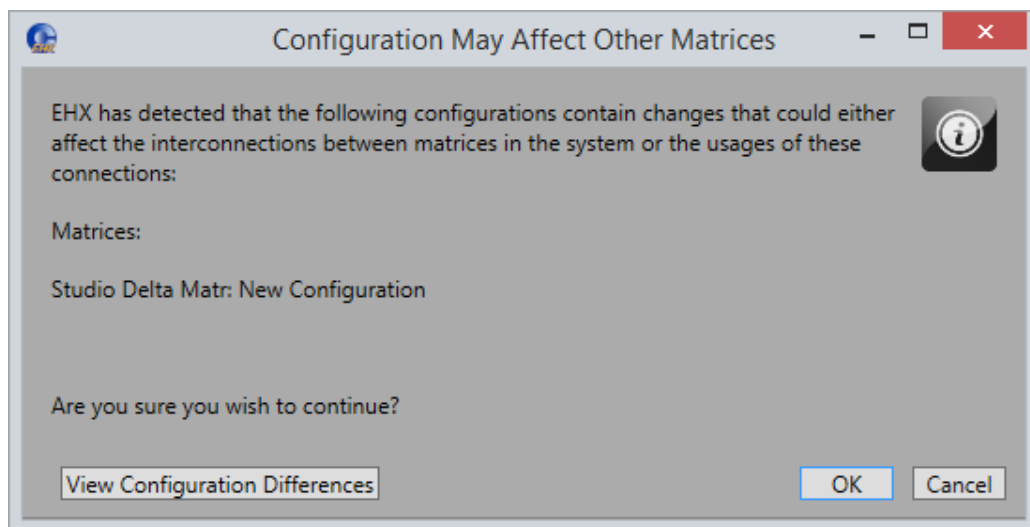 Configuration May Affect Other Matrices
EHX has detected that the following configurations contain changes that could either
affect the interconnections between matrices in the system or the usages of these
connections:
Matrices:
Studio Delta Matr: New Configuration
Are you sure you wish to continue?
View Configuration Differences
OK
Cancel